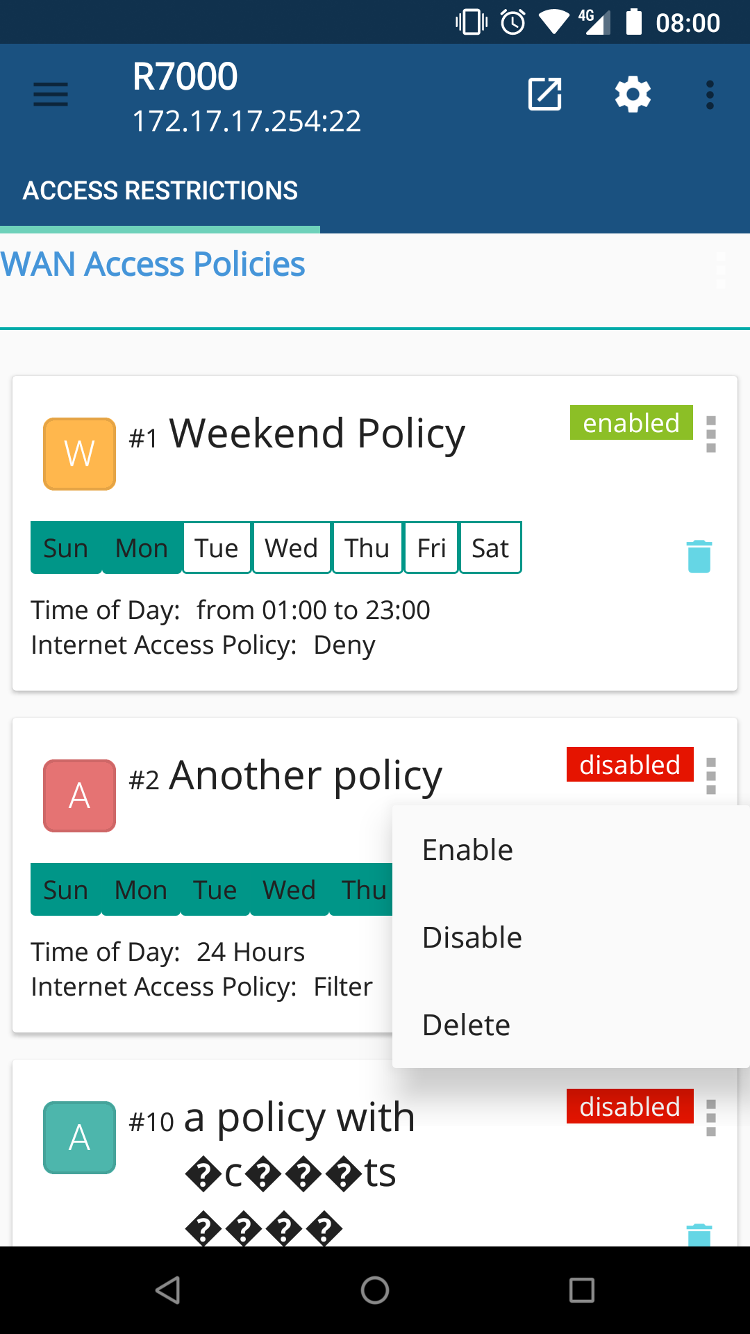 4G 08:00
R7000
172.17.17.254:22
ACCESS RESTRICTIONS
WAN Access Policies
W #1 Weekend Policy enabled
Sun Mon Tue Wed Thu Fri Sat
Time of Day: from 01:00 to 23:00
Internet Access Policy: Deny
A #2 Another policy disabled
Sun Mon Tue Wed Thu
Time of Day: 24 Hours
Internet Access Policy: Filter
Enable
Disable
Delete
A #10 a policy with disabled
�c���ts
����